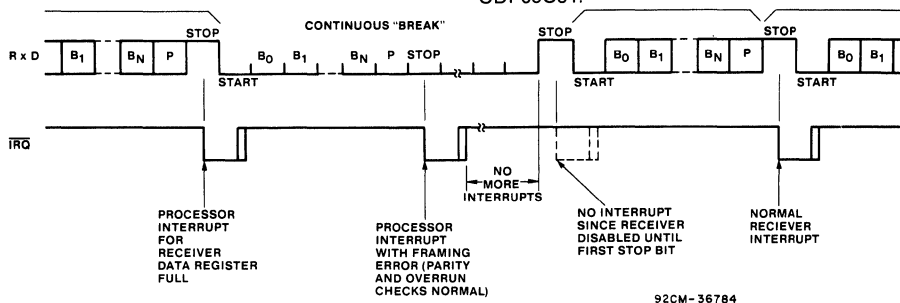 CDP65C51.
CONTINUOUS "BREAK"
STOP
STOP
STOP
R x D
B1
BN
P
START
B0
B1
BN
P
STOP
START
B0
B1
BN
P
START
B0
B1
IRQ
NO
MORE
INTERRUPTS
PROCESSOR
INTERRUPT
FOR
RECEIVER
DATA REGISTER
FULL
PROCESSOR
INTERRUPT
WITH FRAMING
ERROR (PARITY
AND OVERRUN
CHECKS NORMAL)
NO INTERRUPT
SINCE RECEIVER
DISABLED UNTIL
FIRST STOP BIT
NORMAL
RECIEVER
INTERRUPT
92CM-36784